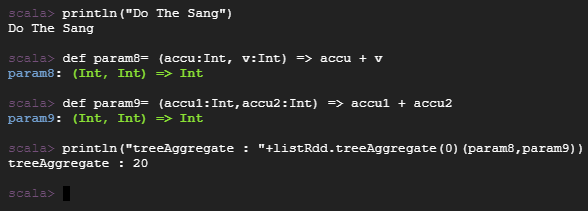 scala> println("Do The Sang")
Do The Sang
scala> def param8= (accu:Int, v:Int) => accu + v
param8: (Int, Int) => Int
scala> def param9= (accu1:Int,accu2:Int) => accu1 + accu2
param9: (Int, Int) => Int
scala> println("treeAggregate : "+listRdd.treeAggregate(0)(param8,param9))
treeAggregate : 20
scala>